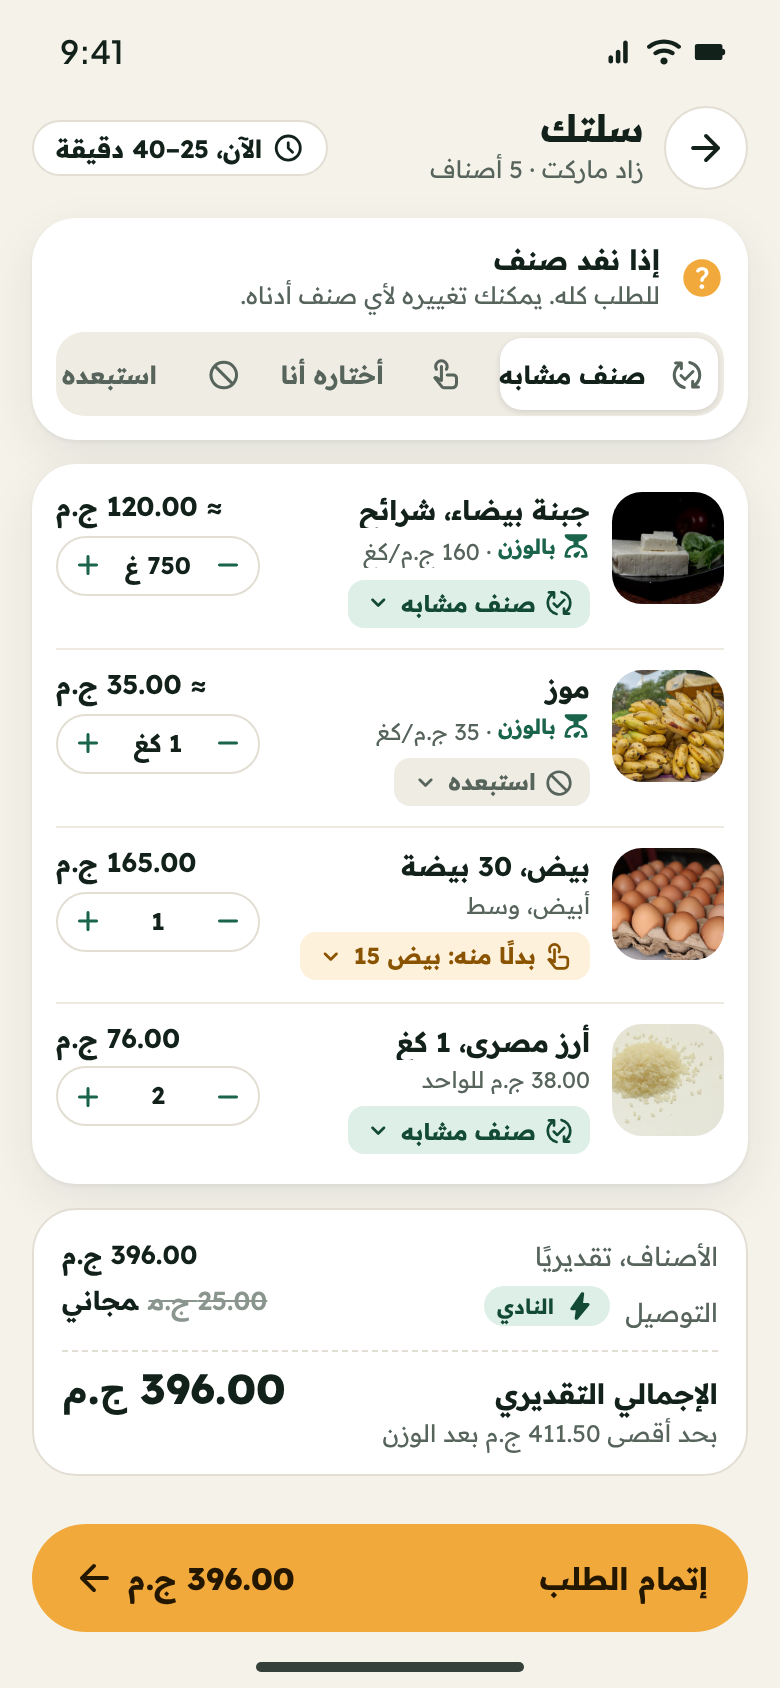 9:41
سلتك
زاد ماركت · 5 أصناف
الآن، 25–40 دقيقة
إذا نفد صنف
للطلب كله. يمكنك تغييره لأي صنف أدناه.
صنف مشابه
أختاره أنا
استبعده
جبنة بيضاء، شرائح
بالوزن · 160 ج.م/كغ
صنف مشابه
≈ 120.00 ج.م
− 750 غ +
موز
بالوزن · 35 ج.م/كغ
استبعده
≈ 35.00 ج.م
− 1 كغ +
بيض، 30 بيضة
أبيض، وسط
بدلًا منه: بيض 15
165.00 ج.م
− 1 +
أرز مصرى، 1 كغ
38.00 ج.م للواحد
صنف مشابه
76.00 ج.م
− 2 +
الأصناف، تقديريًا
396.00 ج.م
التوصيل النادي
25.00 ج.م مجاني
الإجمالي التقديري
396.00 ج.م
بحد أقصى 411.50 ج.م بعد الوزن
إتمام الطلب
396.00 ج.م